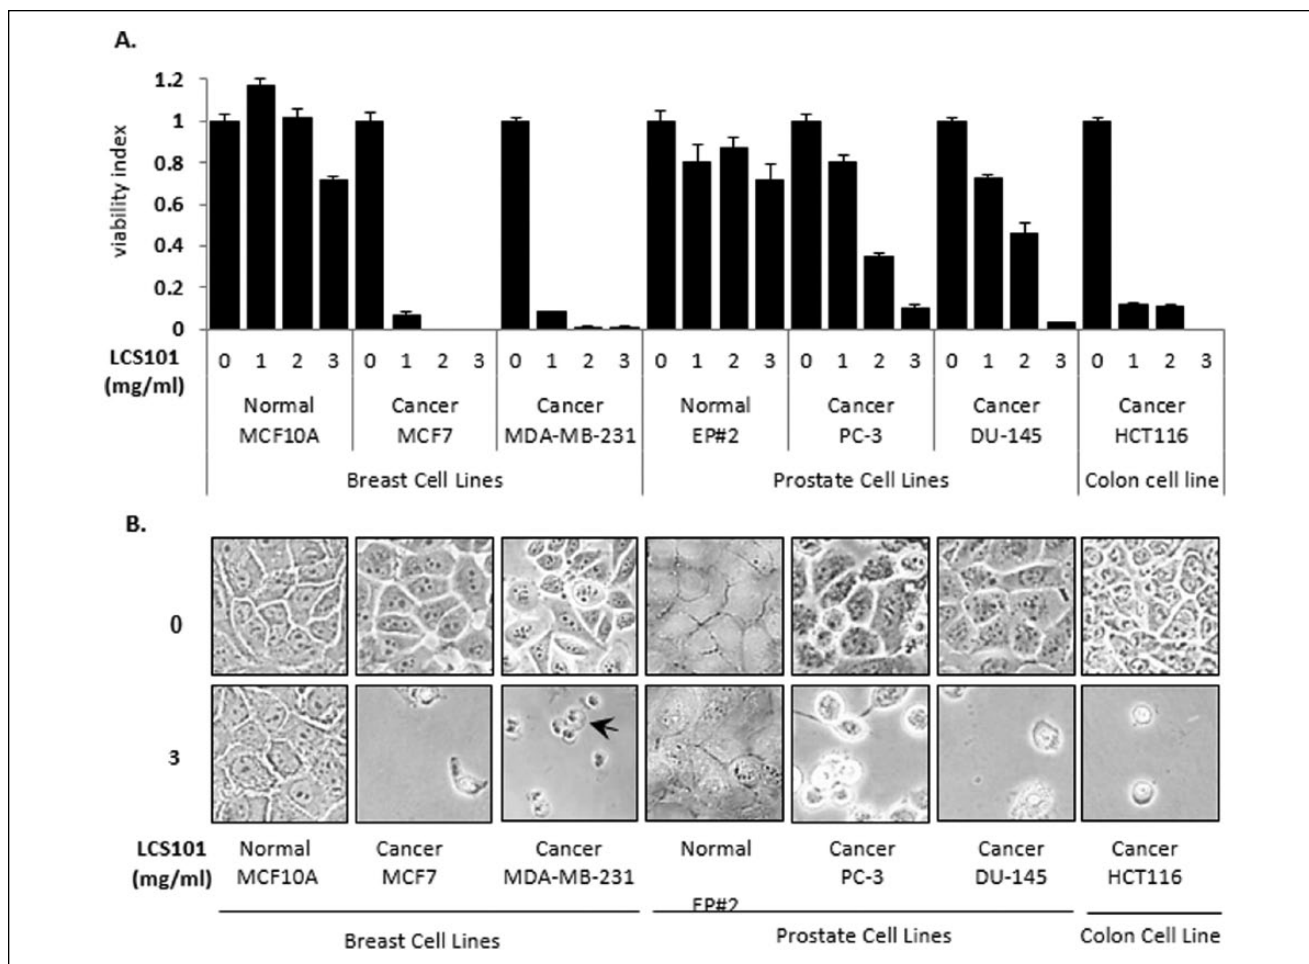 A.
viability index
1.2
1
0.8
0.6
0.4
0.2
0
LCS101 0 1 2 3 0 1 2 3 0 1 2 3 0 1 2 3 0 1 2 3 0 1 2 3 0 1 2 3
(mg/ml)
Normal Cancer Cancer Normal Cancer Cancer Cancer
MCF10A MCF7 MDA-MB-231 EP#2 PC-3 DU-145 HCT116
Breast Cell Lines Prostate Cell Lines Colon cell line
B.
0
3
LCS101 Normal Cancer Cancer Normal Cancer Cancer Cancer
(mg/ml) MCF10A MCF7 MDA-MB-231 PC-3 DU-145 HCT116
EP#2
Breast Cell Lines Prostate Cell Lines Colon Cell Line